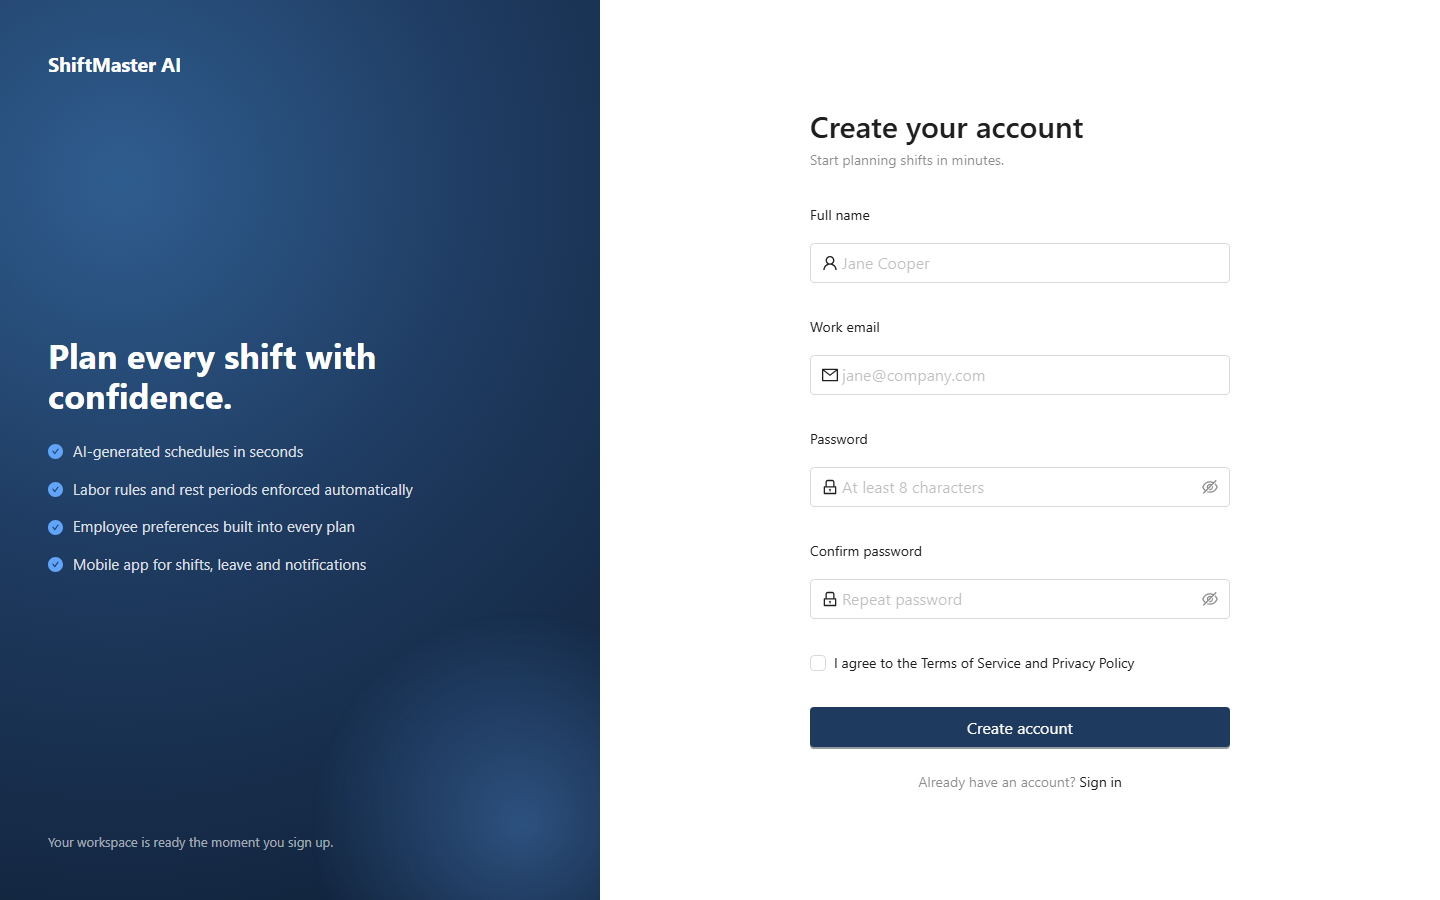 ShiftMaster AI
Plan every shift with
confidence.
AI-generated schedules in seconds
Labor rules and rest periods enforced automatically
Employee preferences built into every plan
Mobile app for shifts, leave and notifications
Your workspace is ready the moment you sign up.
Create your account
Start planning shifts in minutes.
Full name
Jane Cooper
Work email
jane@company.com
Password
At least 8 characters
Confirm password
Repeat password
I agree to the Terms of Service and Privacy Policy
Create account
Already have an account? Sign in